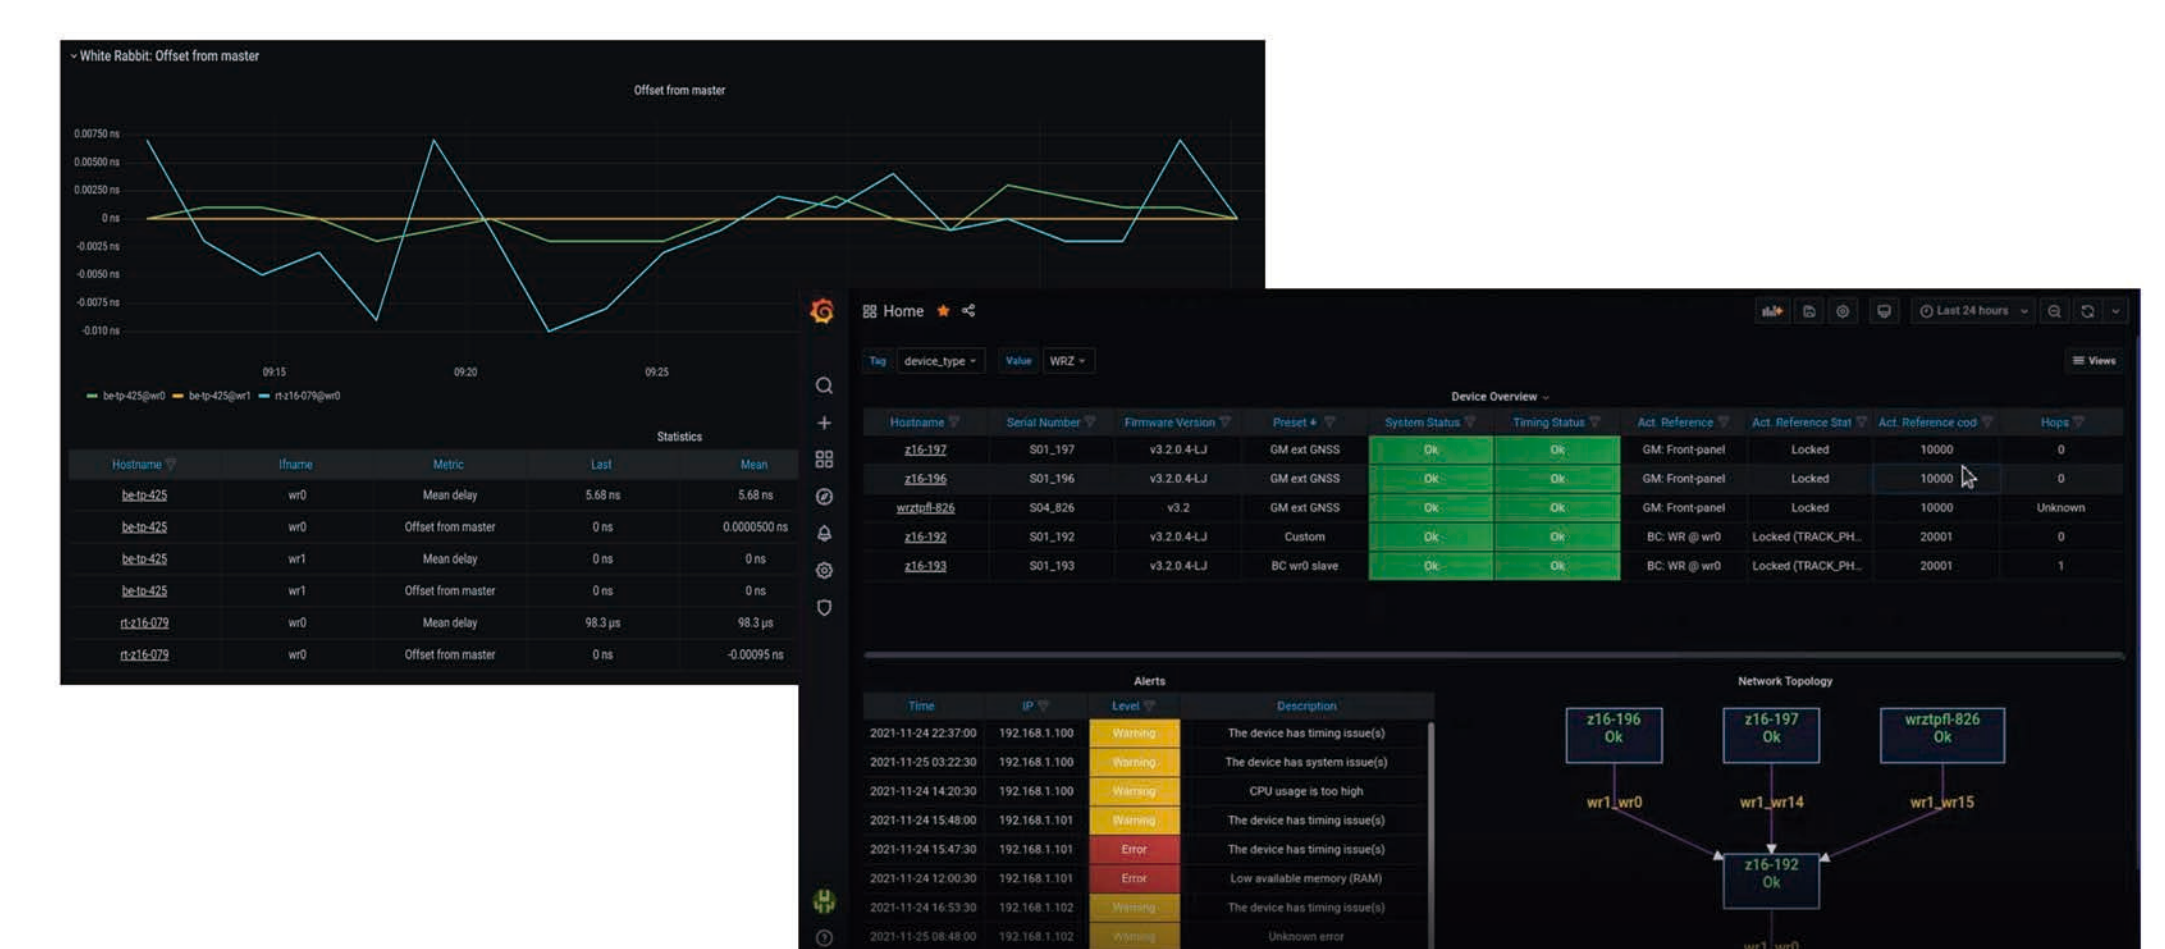 White Rabbit: Offset from master
Offset from master
0.00750 ns
0.00500 ns
0.00250 ns
0 ns
-0.0025 ns
-0.0050 ns
-0.0075 ns
-0.010 ns
09:15 09:20 09:25
be-tp-425@wr0 be-tp-425@wr1 rt-z16-079@wr0
Statistics
Hostname Ifname Metric Last Mean
be-tp-425 wr0 Mean delay 5.68 ns 5.68 ns
be-tp-425 wr0 Offset from master 0 ns 0.0000500 ns
be-tp-425 wr1 Mean delay 0 ns 0 ns
be-tp-425 wr1 Offset from master 0 ns 0 ns
rt-z16-079 wr0 Mean delay 98.3 µs 98.3 µs
rt-z16-079 wr0 Offset from master 0 ns -0.00095 ns
Home Last 24 hours
Tag device_type Value WRZ Views
Device Overview
Hostname Serial Number Firmware Version Preset System Status Timing Status Act. Reference Act. Reference Stat Act. Reference cod Hops
z16-197 S01_197 v3.2.0.4-LJ GM ext GNSS Ok Ok GM: Front-panel Locked 10000 0
z16-196 S01_196 v3.2.0.4-LJ GM ext GNSS Ok Ok GM: Front-panel Locked 10000 0
wrztpfl-826 S04_826 v3.2 GM ext GNSS Ok Ok GM: Front-panel Locked 10000 Unknown
z16-192 S01_192 v3.2.0.4-LJ Custom Ok Ok BC: WR @ wr0 Locked (TRACK_PH... 20001 0
z16-193 S01_193 v3.2.0.4-LJ BC wr0 slave Ok Ok BC: WR @ wr0 Locked (TRACK_PH... 20001 1
Alerts
Time IP Level Description
2021-11-24 22:37:00 192.168.1.100 Warning The device has timing issue(s)
2021-11-25 03:22:30 192.168.1.100 Warning The device has system issue(s)
2021-11-24 14:20:30 192.168.1.100 Warning CPU usage is too high
2021-11-24 15:48:00 192.168.1.101 Warning The device has timing issue(s)
2021-11-24 15:47:30 192.168.1.101 Error The device has timing issue(s)
2021-11-24 12:00:30 192.168.1.101 Error Low available memory (RAM)
2021-11-24 16:53:30 192.168.1.102 Warning The device has timing issue(s)
2021-11-25 08:48:00 192.168.1.102 Warning Unknown error
Network Topology
z16-196 z16-197 wrztpfl-826
Ok Ok Ok
wr1_wr0 wr1_wr14 wr1_wr15
z16-192
Ok
wr1_wr0